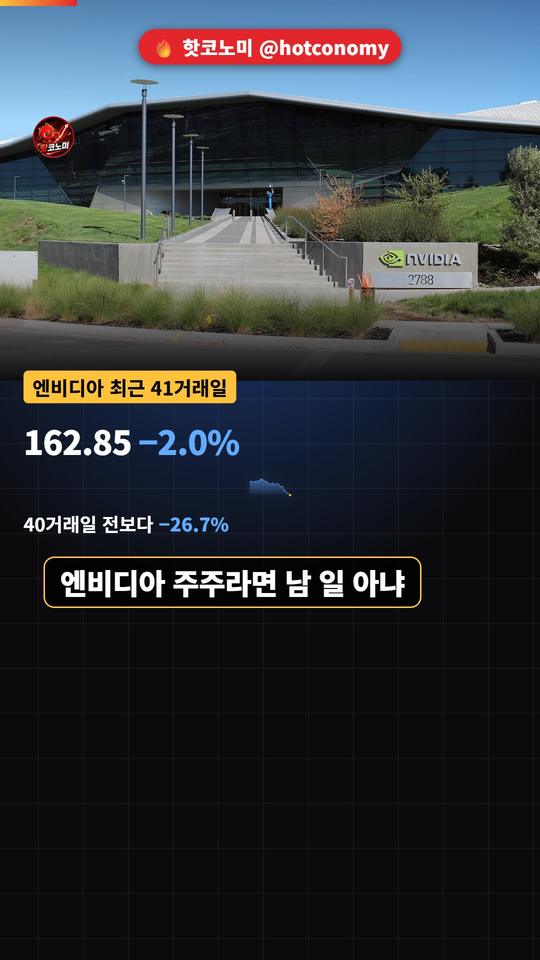 🔥 핫코노미 @hotconomy
핫코노미
NVIDIA
2788
엔비디아 최근 41거래일
162.85 −2.0%
40거래일 전보다 −26.7%
엔비디아 주주라면 남 일 아냐